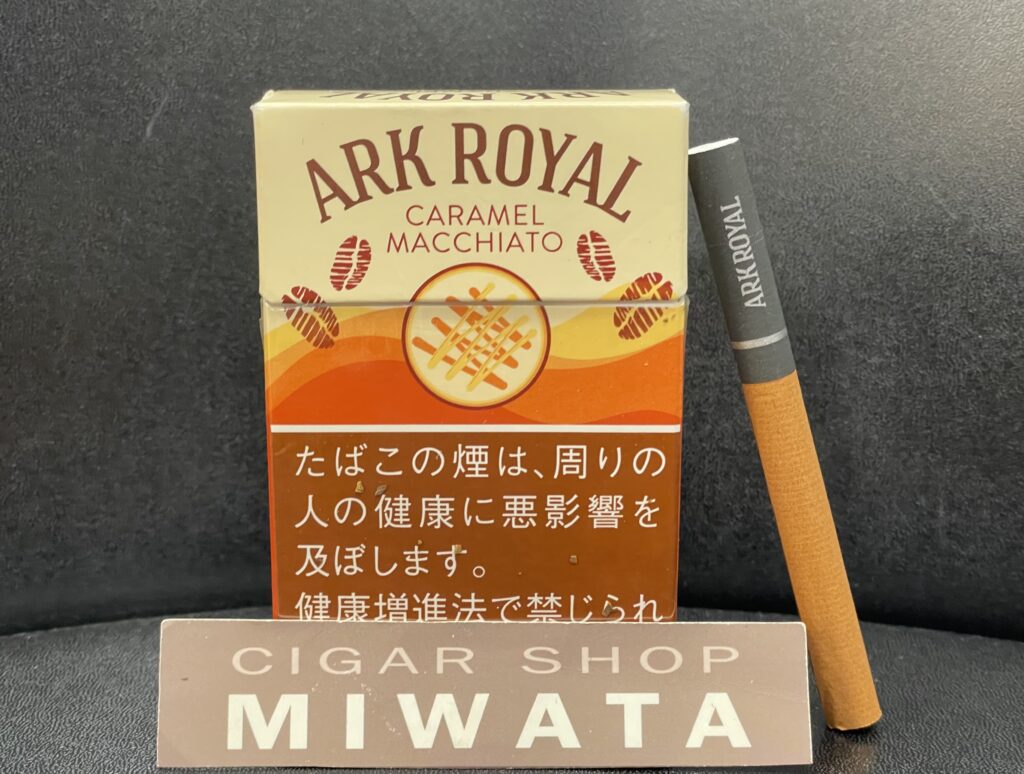 ARK ROYAL
ARK ROYAL
CARAMEL
MACCHIATO
ARK ROYAL
たばこの煙は、周りの
人の健康に悪影響を
及ぼします。
健康増進法で禁じられ
CIGAR SHOP
MIWATA